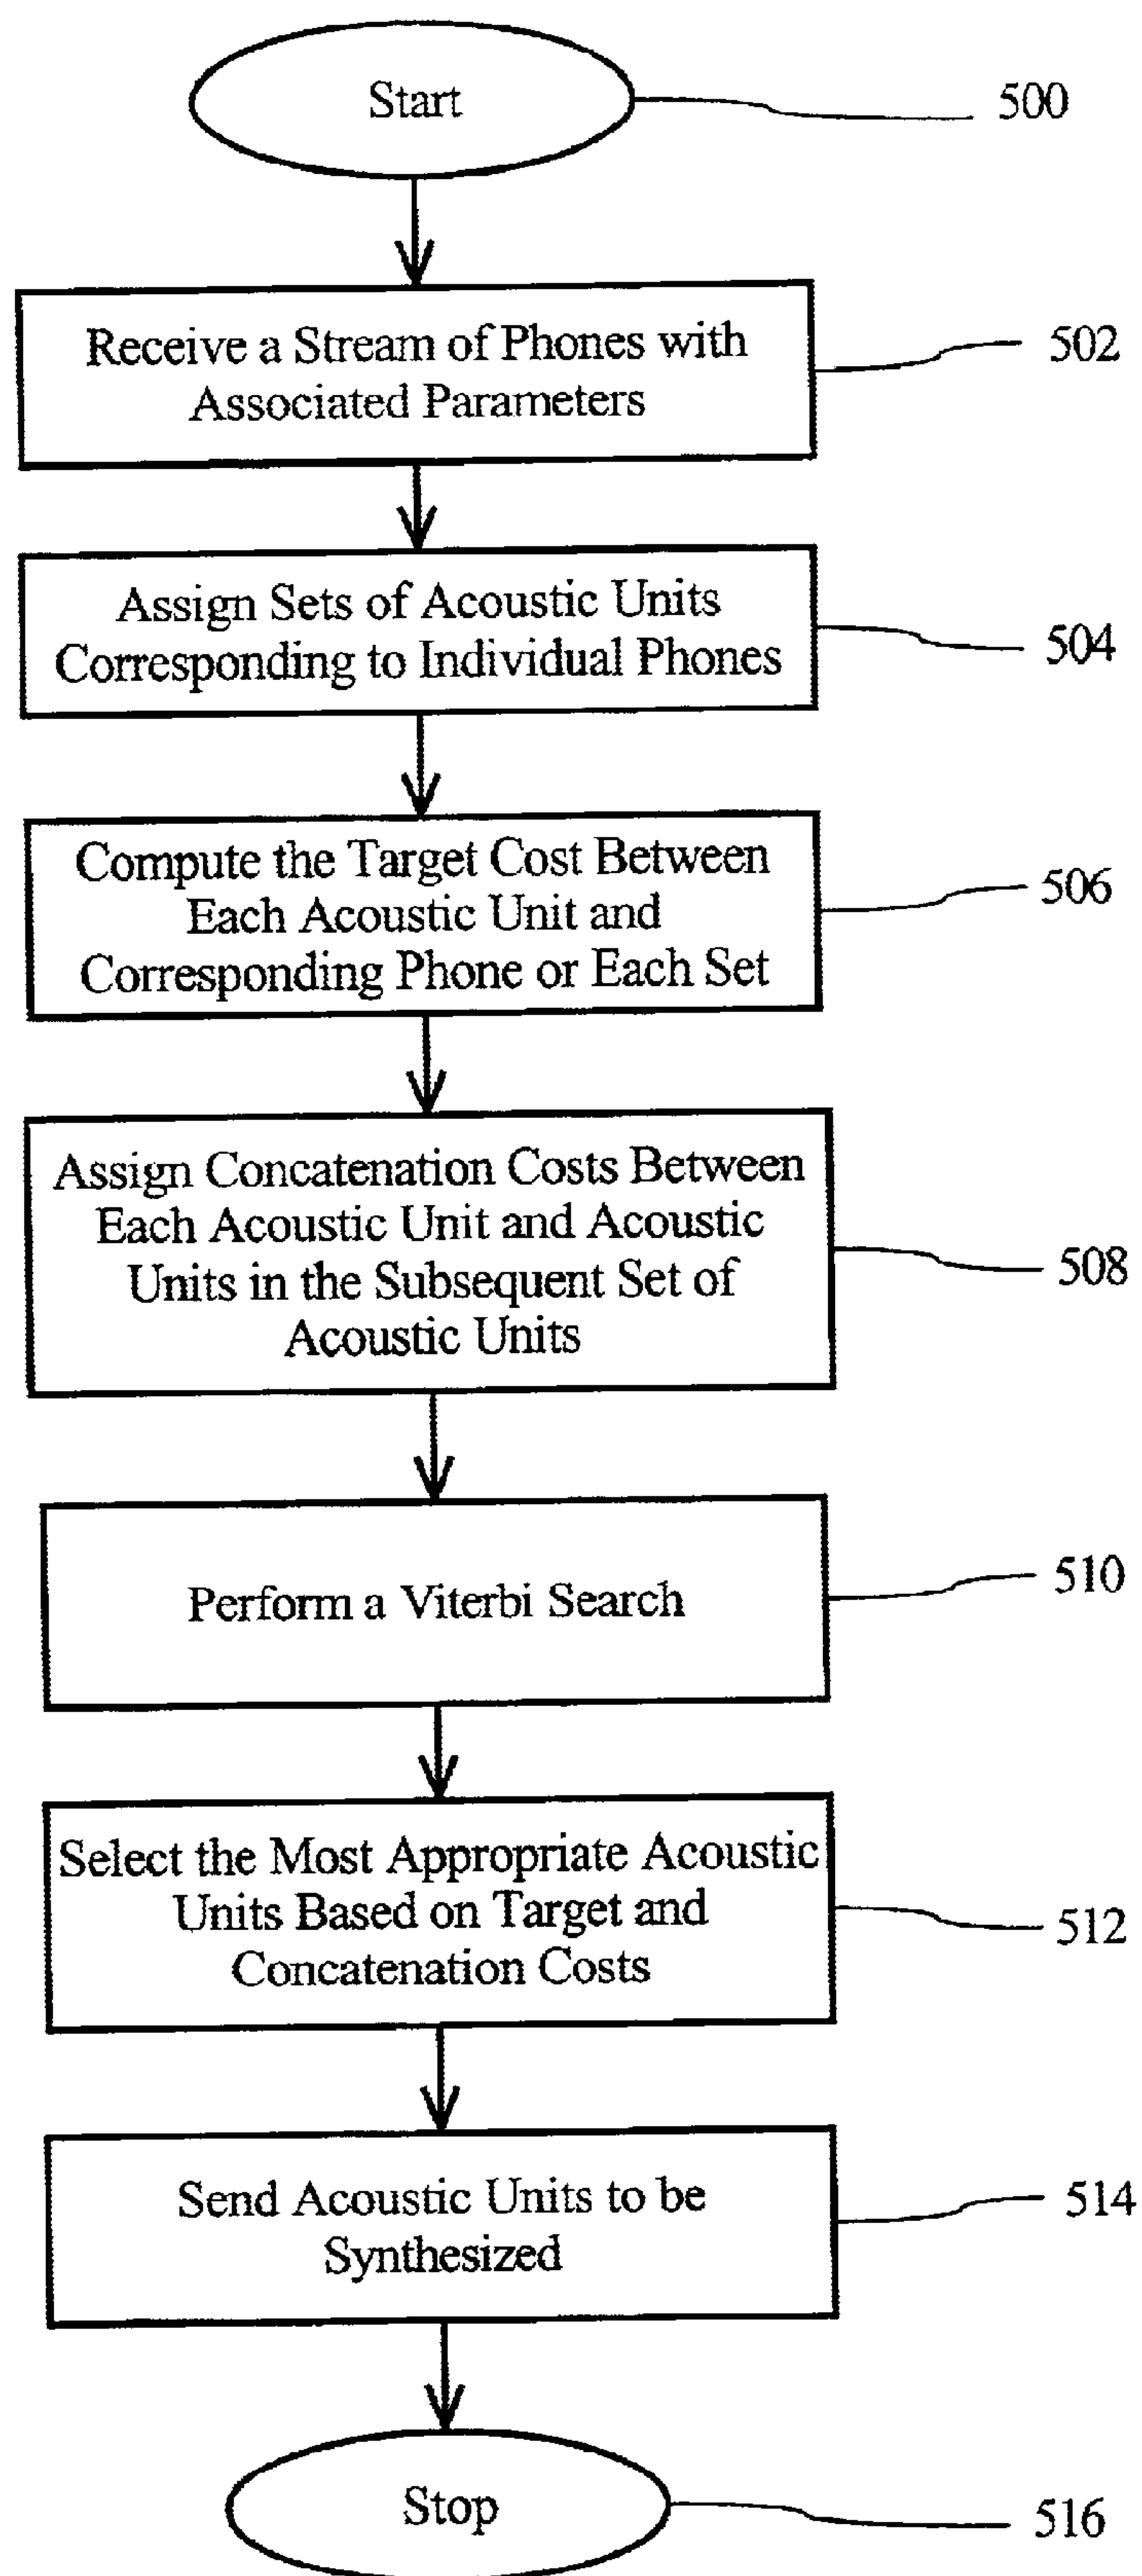 Start
500
Receive a Stream of Phones with
Associated Parameters
502
Assign Sets of Acoustic Units
Corresponding to Individual Phones
504
Compute the Target Cost Between
Each Acoustic Unit and
Corresponding Phone or Each Set
506
Assign Concatenation Costs Between
Each Acoustic Unit and Acoustic
Units in the Subsequent Set of
Acoustic Units
508
Perform a Viterbi Search
510
Select the Most Appropriate Acoustic
Units Based on Target and
Concatenation Costs
512
Send Acoustic Units to be
Synthesized
514
Stop
516